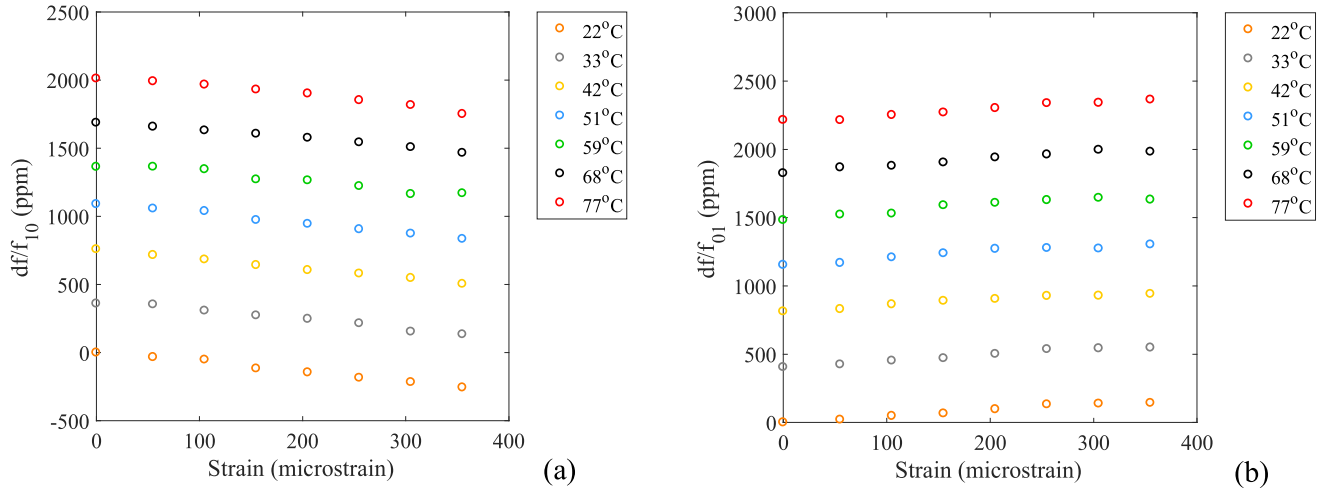 2500
2000
1500
1000
500
0
-500
df/f10 (ppm)
0 100 200 300 400
Strain (microstrain)
22oC
33oC
42oC
51oC
59oC
68oC
77oC
(a)
3000
2500
2000
1500
1000
500
0
df/f01 (ppm)
0 100 200 300 400
Strain (microstrain)
22oC
33oC
42oC
51oC
59oC
68oC
77oC
(b)